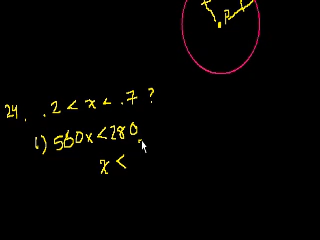 r
P
24. .2 < x < .7 ?
1) 560x < 280
x <